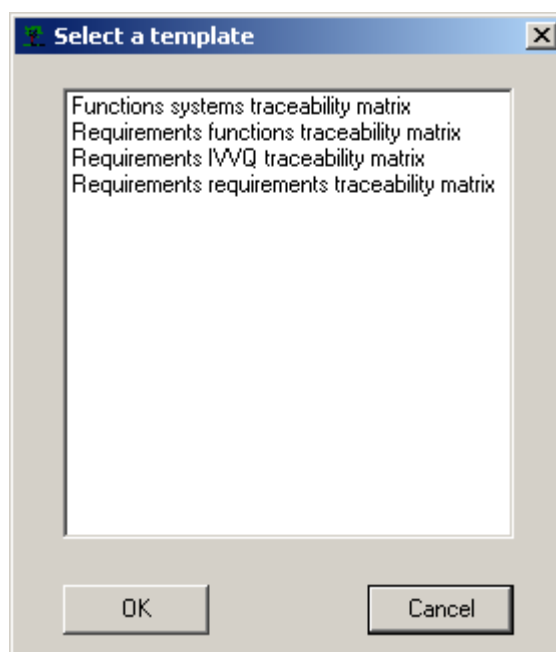 Select a template
Functions systems traceability matrix
Requirements functions traceability matrix
Requirements IVVQ traceability matrix
Requirements requirements traceability matrix
OK Cancel